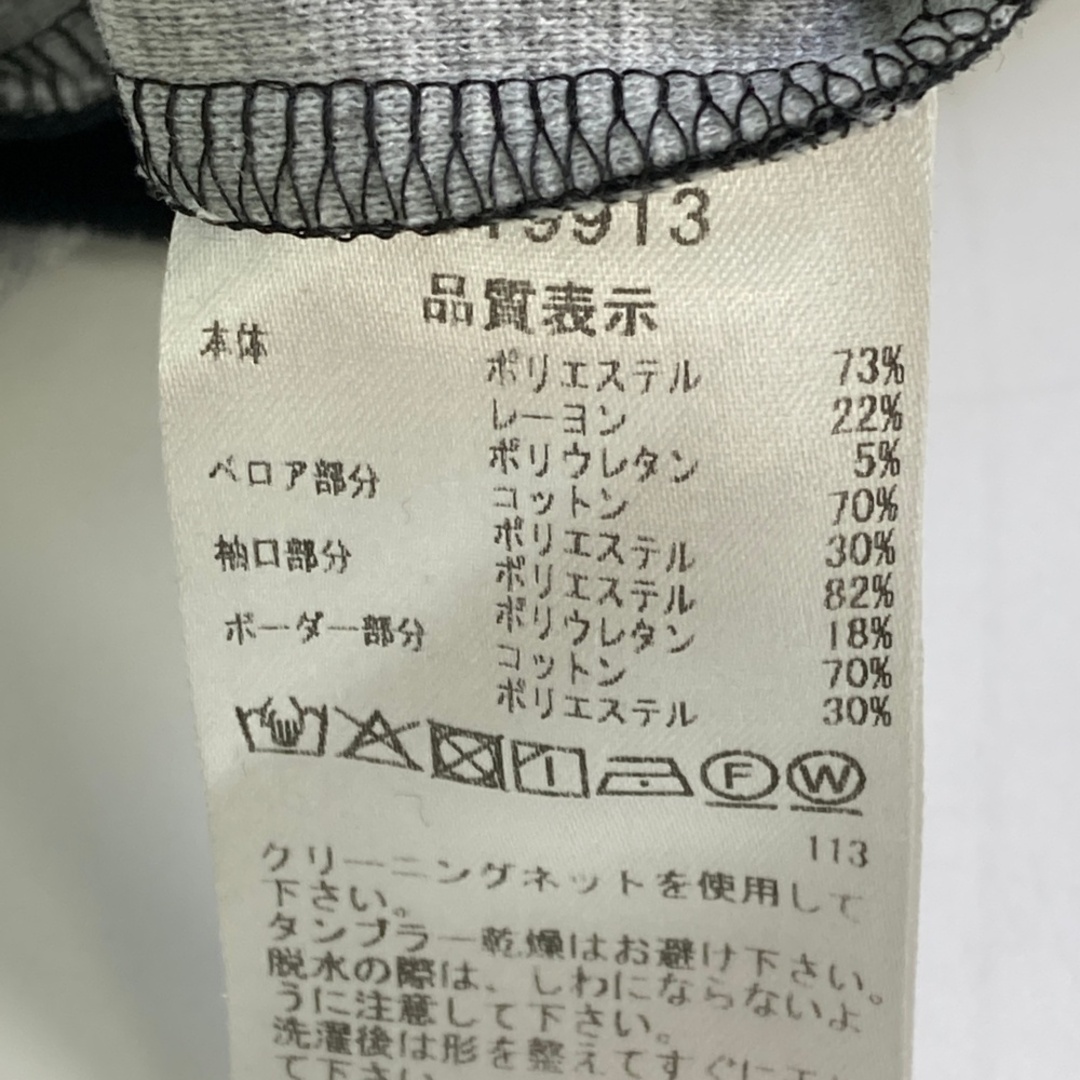 19913
品質表示
本体
ポリエステル 73%
レーヨン 22%
ポリウレタン 5%
ベロア部分
コットン 70%
ポリエステル 30%
袖口部分
ポリエステル 82%
ポリウレタン 18%
ボーダー部分
コットン 70%
ポリエステル 30%
F W
113
クリーニングネットを使用して
下さい。
タンブラー乾燥はお避け下さい。
脱水の際は、しわにならないよ
うに注意して下さい。
洗濯後は形を整えてすぐに
て下さい